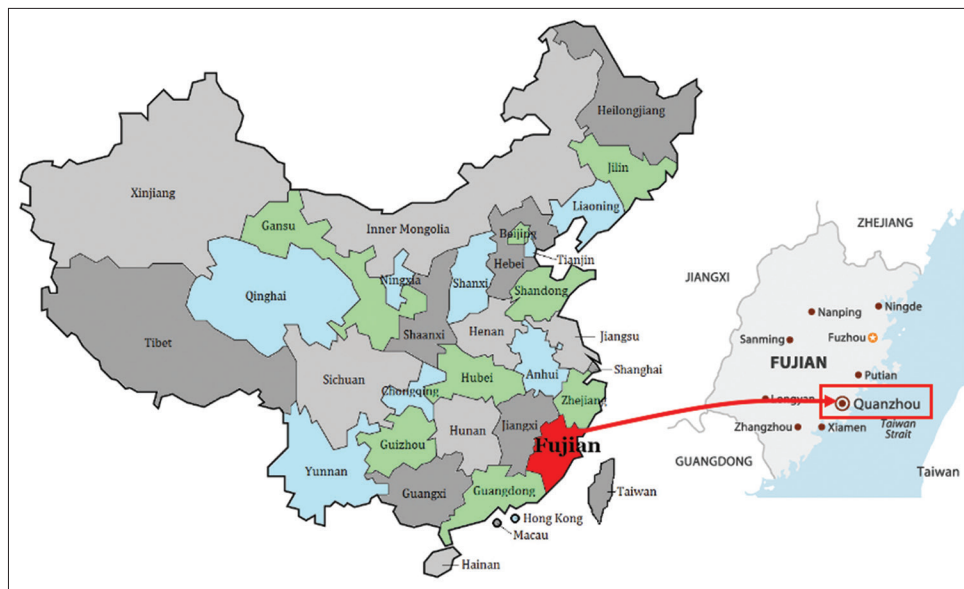 Heilongjiang
Jilin
Liaoning
Xinjiang
Gansu
Inner Mongolia
Beijing
Tianjin
Hebei
Ningxia
Shanxi
Shandong
Qinghai
Henan
Jiangsu
Shaanxi
Tibet
Shanghai
Anhui
Sichuan
Hubei
Chongqing
Zhejiang
Hunan
Jiangxi
Fujian
Guizhou
Yunnan
Guangxi
Guangdong
Taiwan
Hong Kong
Macau
Hainan
ZHEJIANG
JIANGXI
Ningde
Nanping
Fuzhou
Sanming
FUJIAN
Putian
Longyan
Quanzhou
Taiwan
Strait
Zhangzhou
Xiamen
GUANGDONG
Taiwan